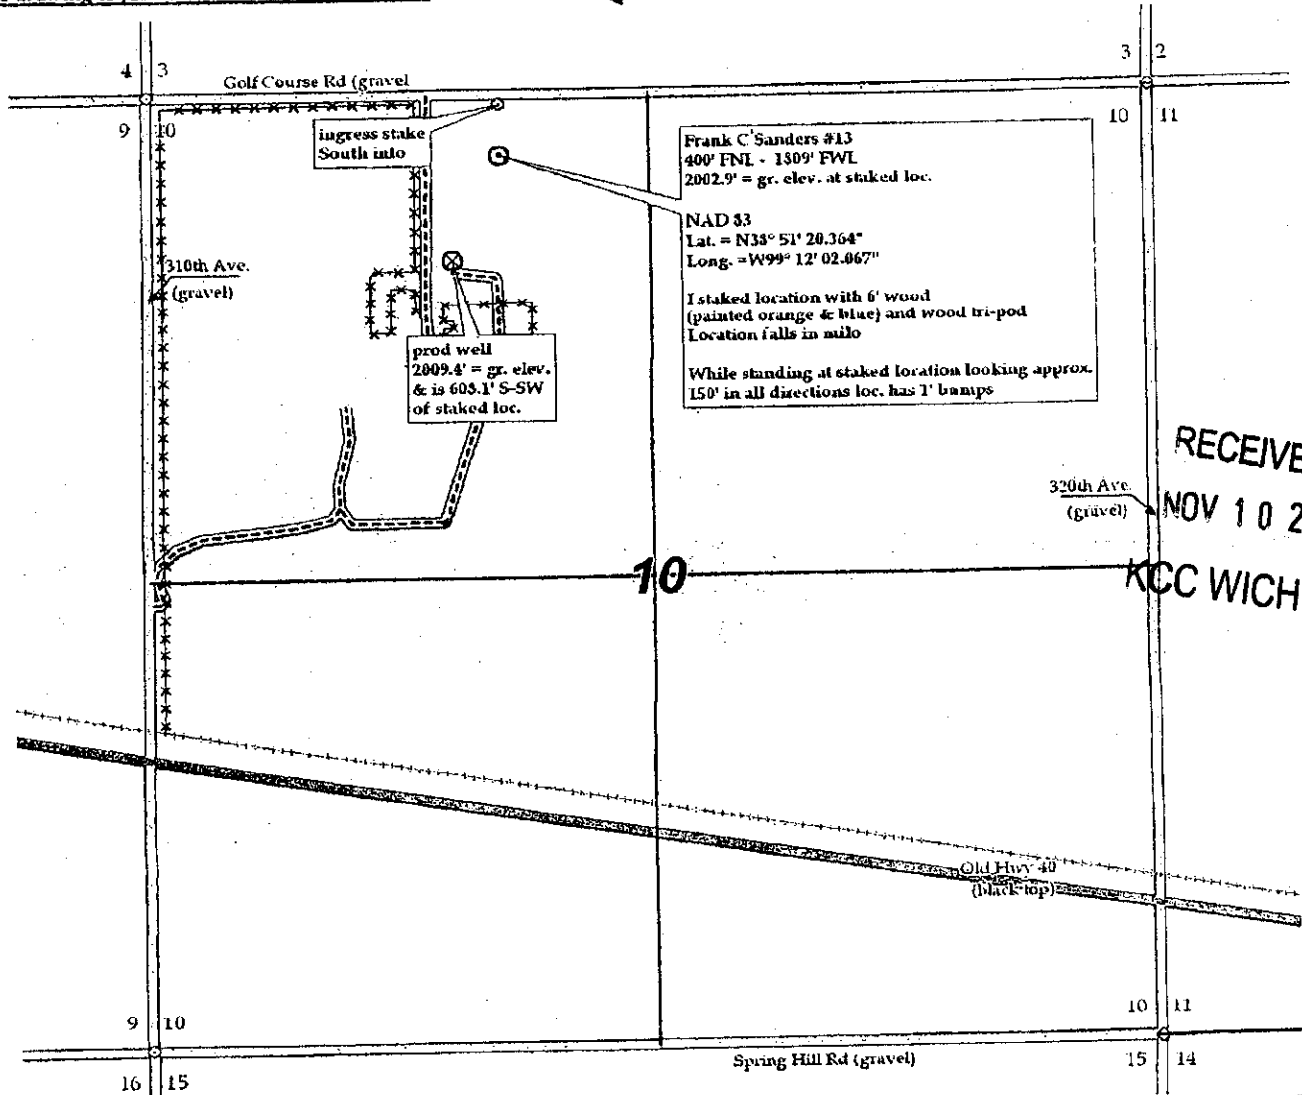 3 2
4 3
Golf Course Rd (gravel
9 10
10 11
ingress stake
South into
Frank C Sanders #13
400' FNL - 1809' FWL
2002.9' = gr. elev. at staked loc.
NAD 83
Lat. = N38° 51' 20.364"
Long. =W99° 12' 02.067"
I staked location with 6' wood
(painted orange & blue) and wood tri-pod
Location falls in milo
While standing at staked location looking approx.
150' in all directions loc. has 1' bumps
310th Ave.
(gravel)
prod well
2009.4' = gr. elev.
& is 603.1' S-SW
of staked loc.
RECEIVE
320th Ave.
(gravel)
NOV 10 2
10
KCC WICH
Old Hwy 40
(black top)
9 10
10 11
Spring Hill Rd (gravel)
16 15
15 14